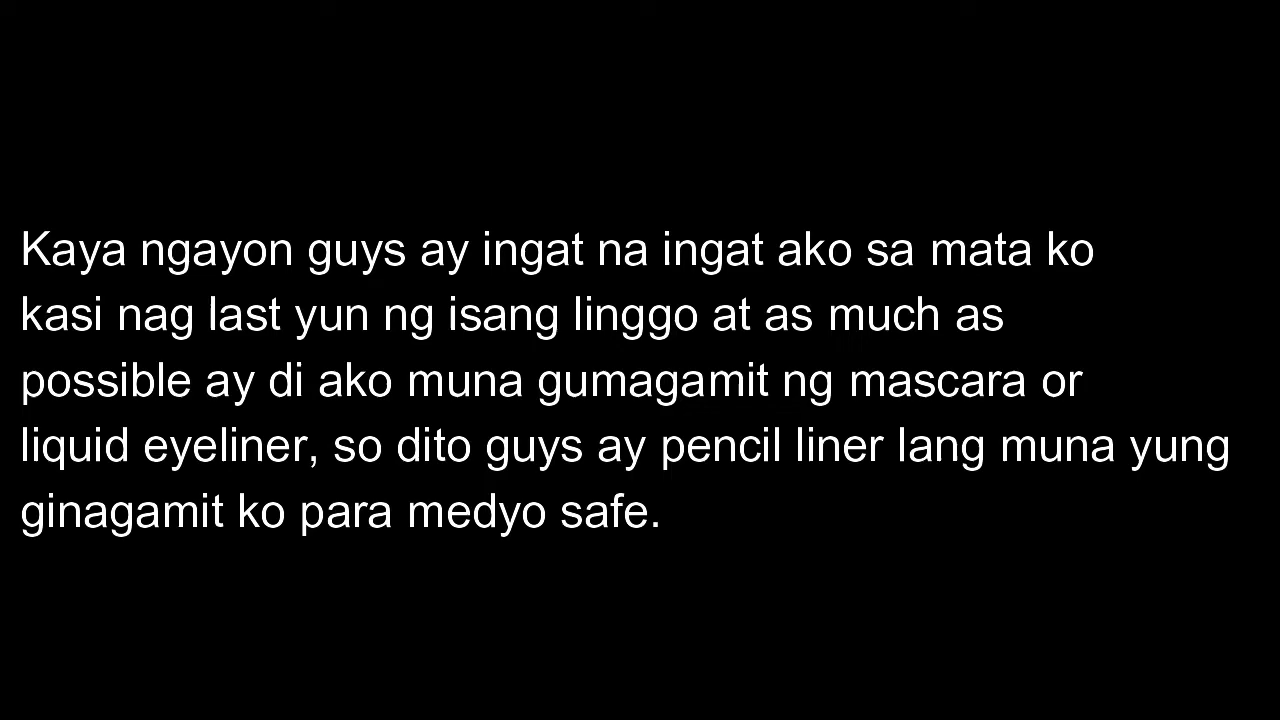 Kaya ngayon guys ay ingat na ingat ako sa mata ko
kasi nag last yun ng isang linggo at as much as
possible ay di ako muna gumagamit ng mascara or
liquid eyeliner, so dito guys ay pencil liner lang muna yung
ginagamit ko para medyo safe.